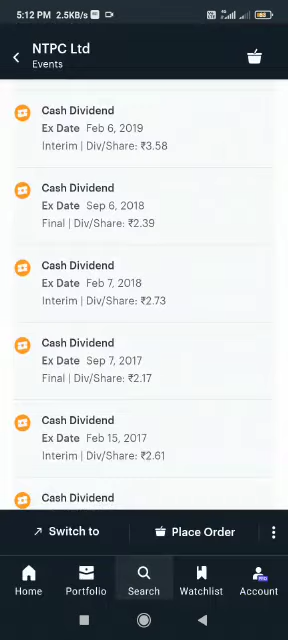 5:12 PM 2.5KB/s
NTPC Ltd
Events
Cash Dividend
Ex Date Feb 6, 2019
Interim | Div/Share: ₹3.58
Cash Dividend
Ex Date Sep 6, 2018
Final | Div/Share: ₹2.39
Cash Dividend
Ex Date Feb 7, 2018
Interim | Div/Share: ₹2.73
Cash Dividend
Ex Date Sep 7, 2017
Final | Div/Share: ₹2.17
Cash Dividend
Ex Date Feb 15, 2017
Interim | Div/Share: ₹2.61
Cash Dividend
Switch to Place Order
Home Portfolio Search Watchlist Account